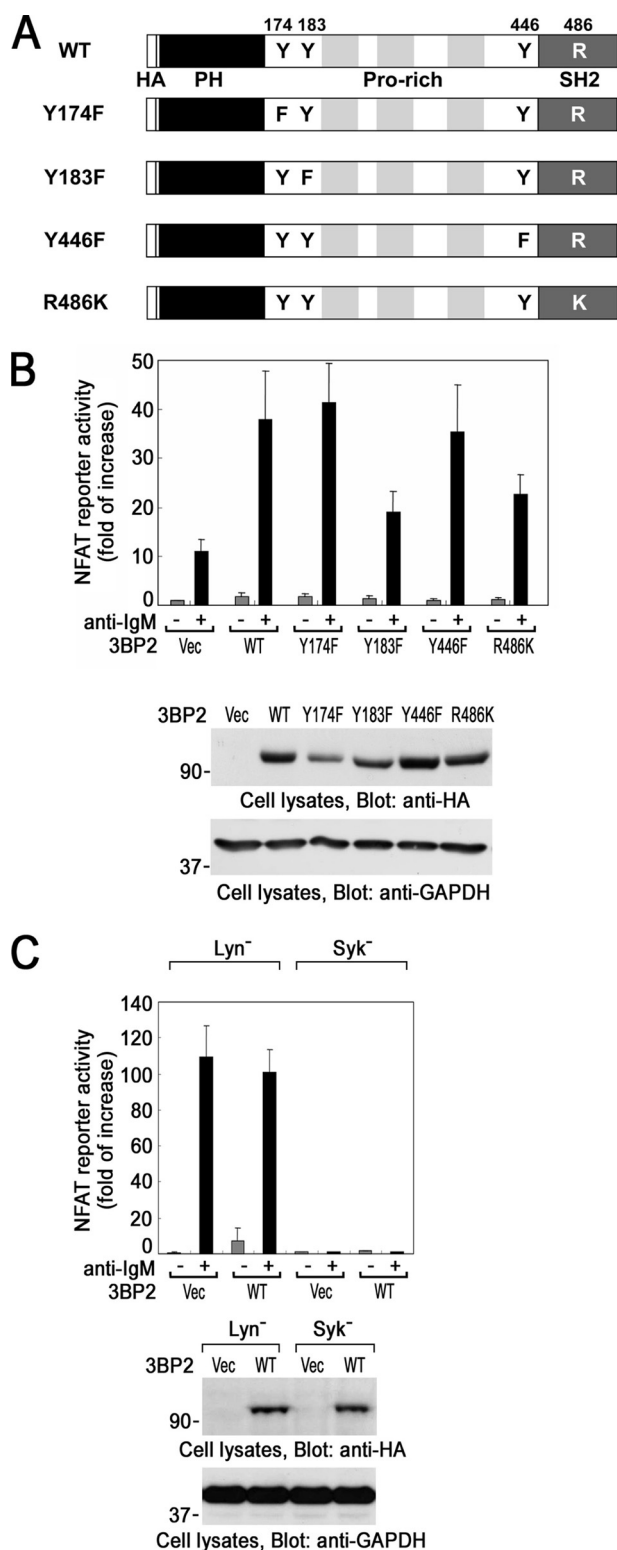 A
174 183 446 486
WT Y Y Y R
HA PH Pro-rich SH2
Y174F F Y Y R
Y183F Y F Y R
Y446F Y Y F R
R486K Y Y Y K
B
NFAT reporter activity
(fold of increase)
50
40
30
20
10
0
anti-IgM - + - + - + - + - + - +
3BP2 Vec WT Y174F Y183F Y446F R486K
3BP2 Vec WT Y174F Y183F Y446F R486K
90-
Cell lysates, Blot: anti-HA
37-
Cell lysates, Blot: anti-GAPDH
C
Lyn- Syk-
NFAT reporter activity
(fold of increase)
140
120
100
80
60
40
20
0
anti-IgM - + - + - + - +
3BP2 Vec WT Vec WT
Lyn- Syk-
3BP2 Vec WT Vec WT
90-
Cell lysates, Blot: anti-HA
37-
Cell lysates, Blot: anti-GAPDH